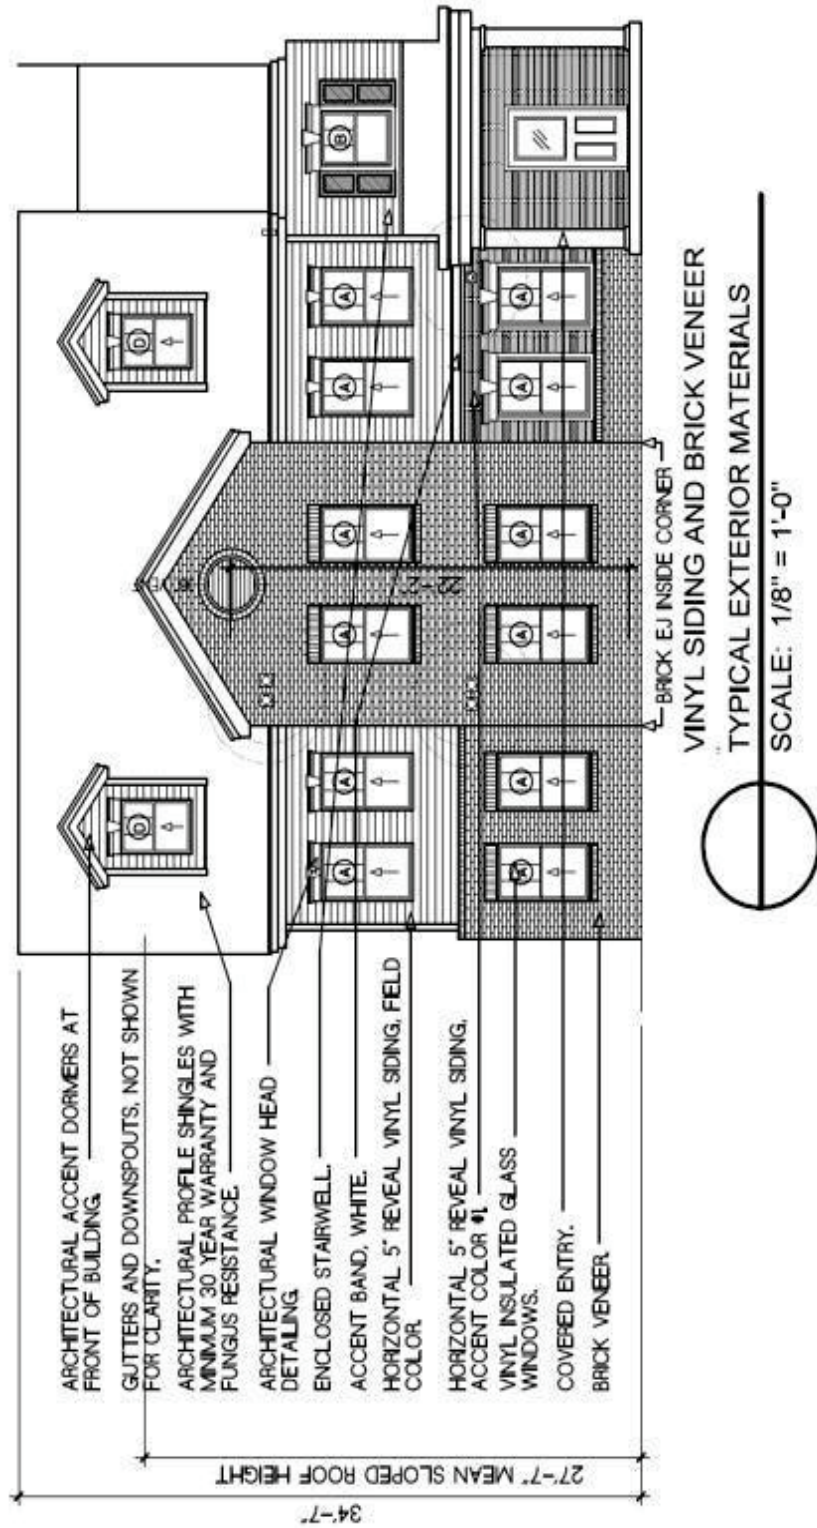 ARCHITECTURAL ACCENT DORMERS AT
FRONT OF BUILDING.
GUTTERS AND DOWNSPOUTS, NOT SHOWN
FOR CLARITY.
ARCHITECTURAL PROFILE SHINGLES WITH
MINIMUM 30 YEAR WARRANTY AND
FUNGUS RESISTANCE.
ARCHITECTURAL WINDOW HEAD
DETAILING.
ENCLOSED STAIRWELL.
ACCENT BAND, WHITE.
HORIZONTAL 5" REVEAL VINYL SIDING, FIELD
COLOR.
HORIZONTAL 5" REVEAL VINYL SIDING,
ACCENT COLOR #1.
VINYL INSULATED GLASS
WINDOWS.
COVERED ENTRY.
BRICK VENEER.
34'-7"
27'-7" MEAN SLOPED ROOF HEIGHT
D
D
A
A
A
A
A
A
B
A
A
A
A
A
A
22'-2"
BRICK EJ INSIDE CORNER
VINYL SIDING AND BRICK VENEER
TYPICAL EXTERIOR MATERIALS
SCALE: 1/8" = 1'-0"